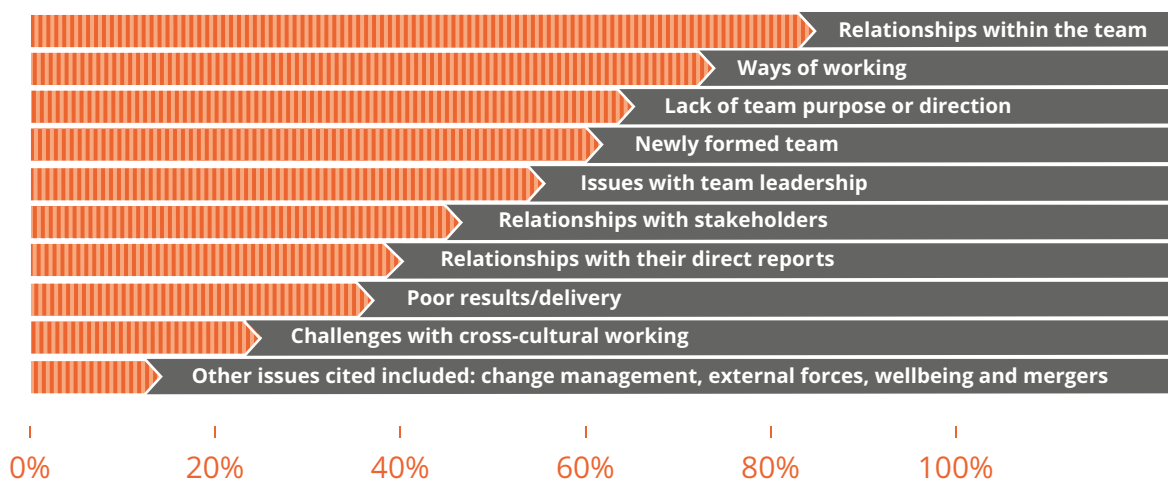 Relationships within the team
Ways of working
Lack of team purpose or direction
Newly formed team
Issues with team leadership
Relationships with stakeholders
Relationships with their direct reports
Poor results/delivery
Challenges with cross-cultural working
Other issues cited included: change management, external forces, wellbeing and mergers
0% 20% 40% 60% 80% 100%